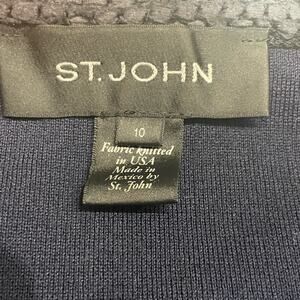 ST. JOHN
10
Fabric knitted
in USA
Made in
Mexico by
St. John